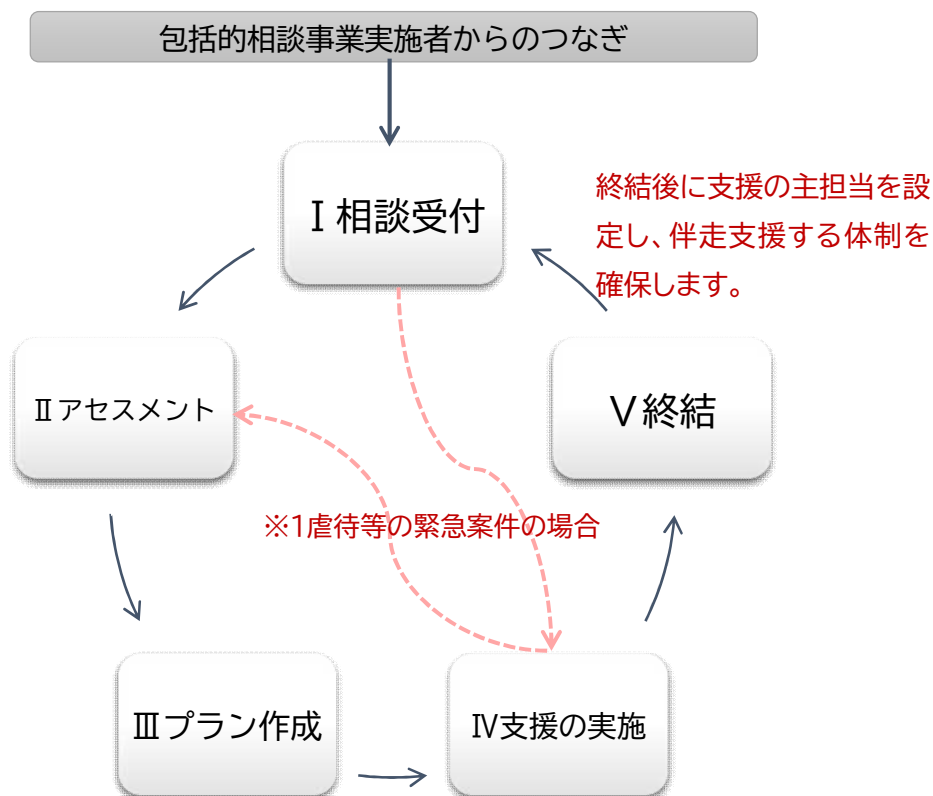 包括的相談事業実施者からのつなぎ
Ⅰ相談受付
終結後に支援の主担当を設
定し、伴走支援する体制を
確保します。
Ⅱアセスメント
Ⅴ終結
※1虐待等の緊急案件の場合
Ⅲプラン作成
Ⅳ支援の実施